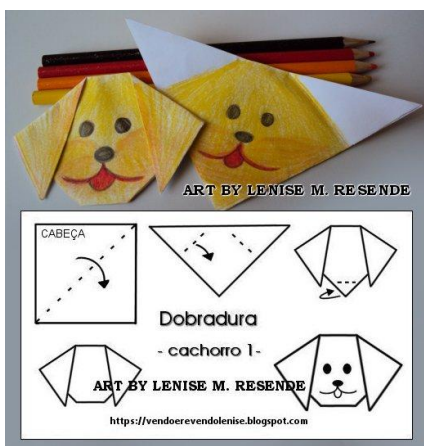 ART BY LENISE M. RESENDE
CABEÇA
Dobradura
- cachorro 1-
ART BY LENISE M. RESENDE
https://vendoerevendolenise.blogspot.com